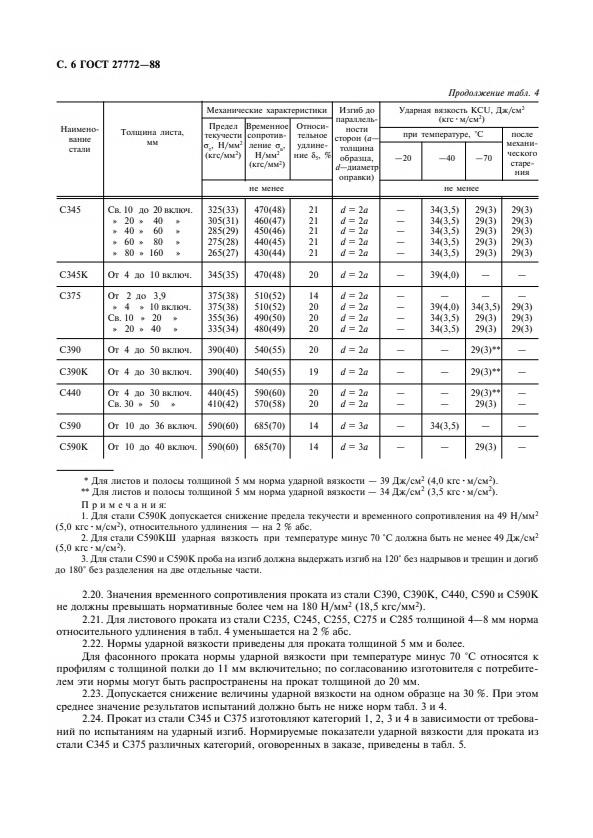 С. 6 ГОСТ 27772—88
Продолжение табл. 4
Наимено-
вание
стали
Толщина листа,
мм
Механические характеристики
Предел
текучести
σт, Н/мм²
(кгс/мм²)
Временное
сопротив-
ление σв,
Н/мм²
(кгс/мм²)
Относи-
тельное
удлине-
ние δ5, %
Изгиб до
параллель-
ности
сторон (а—
толщина
образца,
d—диаметр
оправки)
Ударная вязкость KCU, Дж/см²
(кгс · м/см²)
при температуре, °С
—20 —40 —70
после
механи-
ческого
старе-
ния
не менее
не менее
С345 Св. 10 до 20 включ. 325(33) 470(48) 21 d = 2a — 34(3,5) 29(3) 29(3)
» 20 » 40 » 305(31) 460(47) 21 d = 2a — 34(3,5) 29(3) 29(3)
» 40 » 60 » 285(29) 450(46) 21 d = 2a — 34(3,5) 29(3) 29(3)
» 60 » 80 » 275(28) 440(45) 21 d = 2a — 34(3,5) 29(3) 29(3)
» 80 » 160 » 265(27) 430(44) 21 d = 2a — 34(3,5) 29(3) 29(3)
С345К От 4 до 10 включ. 345(35) 470(48) 20 d = 2a — 39(4,0) — —
С375 От 2 до 3,9 375(38) 510(52) 14 d = 2a — — — —
» 4 » 10 включ. 375(38) 510(52) 20 d = 2a — 39(4,0) 34(3,5) 29(3)
Св. 10 » 20 » 355(36) 490(50) 20 d = 2a — 34(3,5) 29(3) 29(3)
» 20 » 40 » 335(34) 480(49) 20 d = 2a — 34(3,5) 29(3) 29(3)
С390 От 4 до 50 включ. 390(40) 540(55) 20 d = 2a — — 29(3)** —
С390К От 4 до 30 включ. 390(40) 540(55) 19 d = 2a — — 29(3)** —
С440 От 4 до 30 включ. 440(45) 590(60) 20 d = 2a — — 29(3)** —
Св. 30 » 50 » 410(42) 570(58) 20 d = 2a — — 29(3) —
С590 От 10 до 36 включ. 590(60) 685(70) 14 d = 3a — 34(3,5) — —
С590К От 10 до 40 включ. 590(60) 685(70) 14 d = 3a — — 29(3) —
* Для листов и полосы толщиной 5 мм норма ударной вязкости — 39 Дж/см² (4,0 кгс · м/см²).
** Для листов и полосы толщиной 5 мм норма ударной вязкости — 34 Дж/см² (3,5 кгс · м/см²).
Примечания:
1. Для стали С590К допускается снижение предела текучести и временного сопротивления на 49 Н/мм²
(5,0 кгс · м/см²), относительного удлинения — на 2 % абс.
2. Для стали С590КШ ударная вязкость при температуре минус 70 °С должна быть не менее 49 Дж/см²
(5,0 кгс · м/см²).
3. Для стали С590 и С590К проба на изгиб должна выдержать изгиб на 120° без надрывов и трещин и догиб
до 180° без разделения на две отдельные части.
2.20. Значения временного сопротивления проката из стали С390, С390К, С440, С590 и С590К
не должны превышать нормативные более чем на 180 Н/мм² (18,5 кгс/мм²).
2.21. Для листового проката из стали С235, С245, С255, С275 и С285 толщиной 4—8 мм норма
относительного удлинения в табл. 4 уменьшается на 2 % абс.
2.22. Нормы ударной вязкости приведены для проката толщиной 5 мм и более.
Для фасонного проката нормы ударной вязкости при температуре минус 70 °С относятся к
профилям с толщиной полки до 11 мм включительно; по согласованию изготовителя с потребите-
лем эти нормы могут быть распространены на прокат толщиной до 20 мм.
2.23. Допускается снижение величины ударной вязкости на одном образце на 30 %. При этом
среднее значение результатов испытаний должно быть не ниже норм табл. 3 и 4.
2.24. Прокат из стали С345 и С375 изготовляют категорий 1, 2, 3 и 4 в зависимости от требова-
ний по испытаниям на ударный изгиб. Нормируемые показатели ударной вязкости для проката из
стали С345 и С375 различных категорий, оговоренных в заказе, приведены в табл. 5.